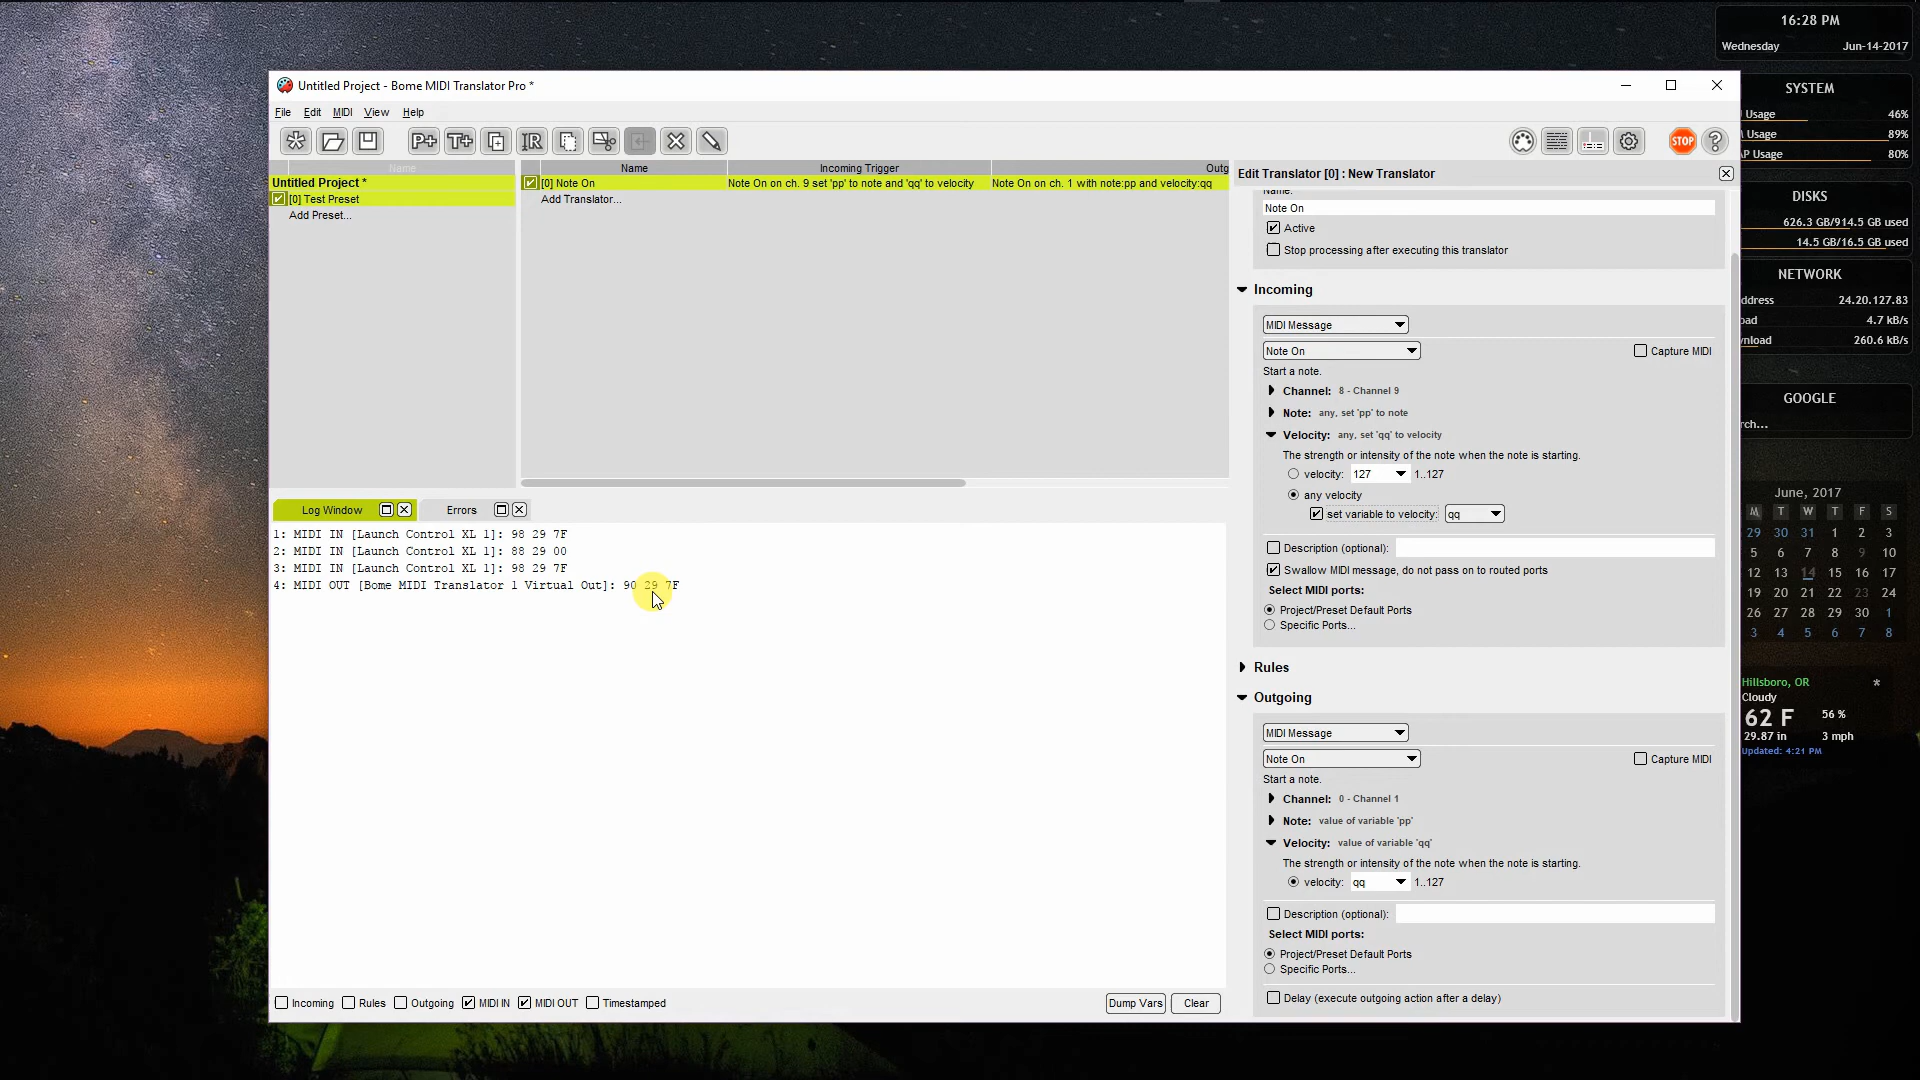 16:28 PM
Wednesday Jun-14-2017
Untitled Project - Bome MIDI Translator Pro *
File Edit MIDI View Help
SYSTEM
Usage 46%
Usage 89%
AP Usage 80%
P+ T+ IR STOP ?
Name
Untitled Project *
[0] Test Preset
Add Preset...
Name Incoming Trigger Outg
[0] Note On Note On on ch. 9 set 'pp' to note and 'qq' to velocity Note On on ch. 1 with note:pp and velocity:qq
Add Translator...
Edit Translator [0] : New Translator
Name:
Note On
Active
Stop processing after executing this translator
Incoming
MIDI Message
Note On Capture MIDI
Start a note.
Channel: 8 - Channel 9
Note: any, set 'pp' to note
Velocity: any, set 'qq' to velocity
The strength or intensity of the note when the note is starting.
velocity: 127 1..127
any velocity
set variable to velocity: qq
Description (optional):
Swallow MIDI message, do not pass on to routed ports
Select MIDI ports:
Project/Preset Default Ports
Specific Ports...
Rules
Outgoing
MIDI Message
Note On Capture MIDI
Start a note.
Channel: 0 - Channel 1
Note: value of variable 'pp'
Velocity: value of variable 'qq'
The strength or intensity of the note when the note is starting.
velocity: qq 1..127
Description (optional):
Select MIDI ports:
Project/Preset Default Ports
Specific Ports...
Delay (execute outgoing action after a delay)
Log Window Errors
1: MIDI IN [Launch Control XL 1]: 98 29 7F
2: MIDI IN [Launch Control XL 1]: 88 29 00
3: MIDI IN [Launch Control XL 1]: 98 29 7F
4: MIDI OUT [Bome MIDI Translator 1 Virtual Out]: 90 29 7F
Incoming Rules Outgoing MIDI IN MIDI OUT Timestamped Dump Vars Clear
DISKS
626.3 GB/914.5 GB used
14.5 GB/16.5 GB used
NETWORK
ddress 24.20.127.83
oad 4.7 kB/s
wnload 260.6 kB/s
GOOGLE
rch...
June, 2017
M T W T F S
29 30 31 1 2 3
5 6 7 8 9 10
12 13 14 15 16 17
19 20 21 22 23 24
26 27 28 29 30 1
3 4 5 6 7 8
Hillsboro, OR *
Cloudy
62 F 56 %
29.87 in 3 mph
Updated: 4:21 PM